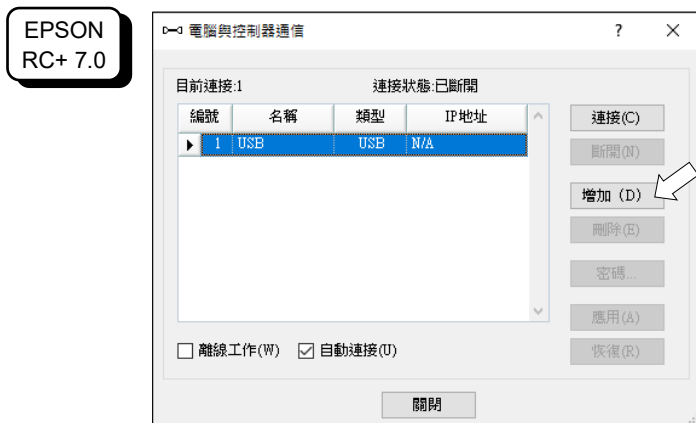 EPSON
RC+ 7.0
電腦與控制器通信
目前連接:1 連接狀態:已斷開
編號 名稱 類型 IP地址
1 USB USB N/A
連接(C)
斷開(N)
增加 (D)
刪除(E)
密碼...
應用(A)
恢復(R)
離線工作(W) 自動連接(U)
關閉